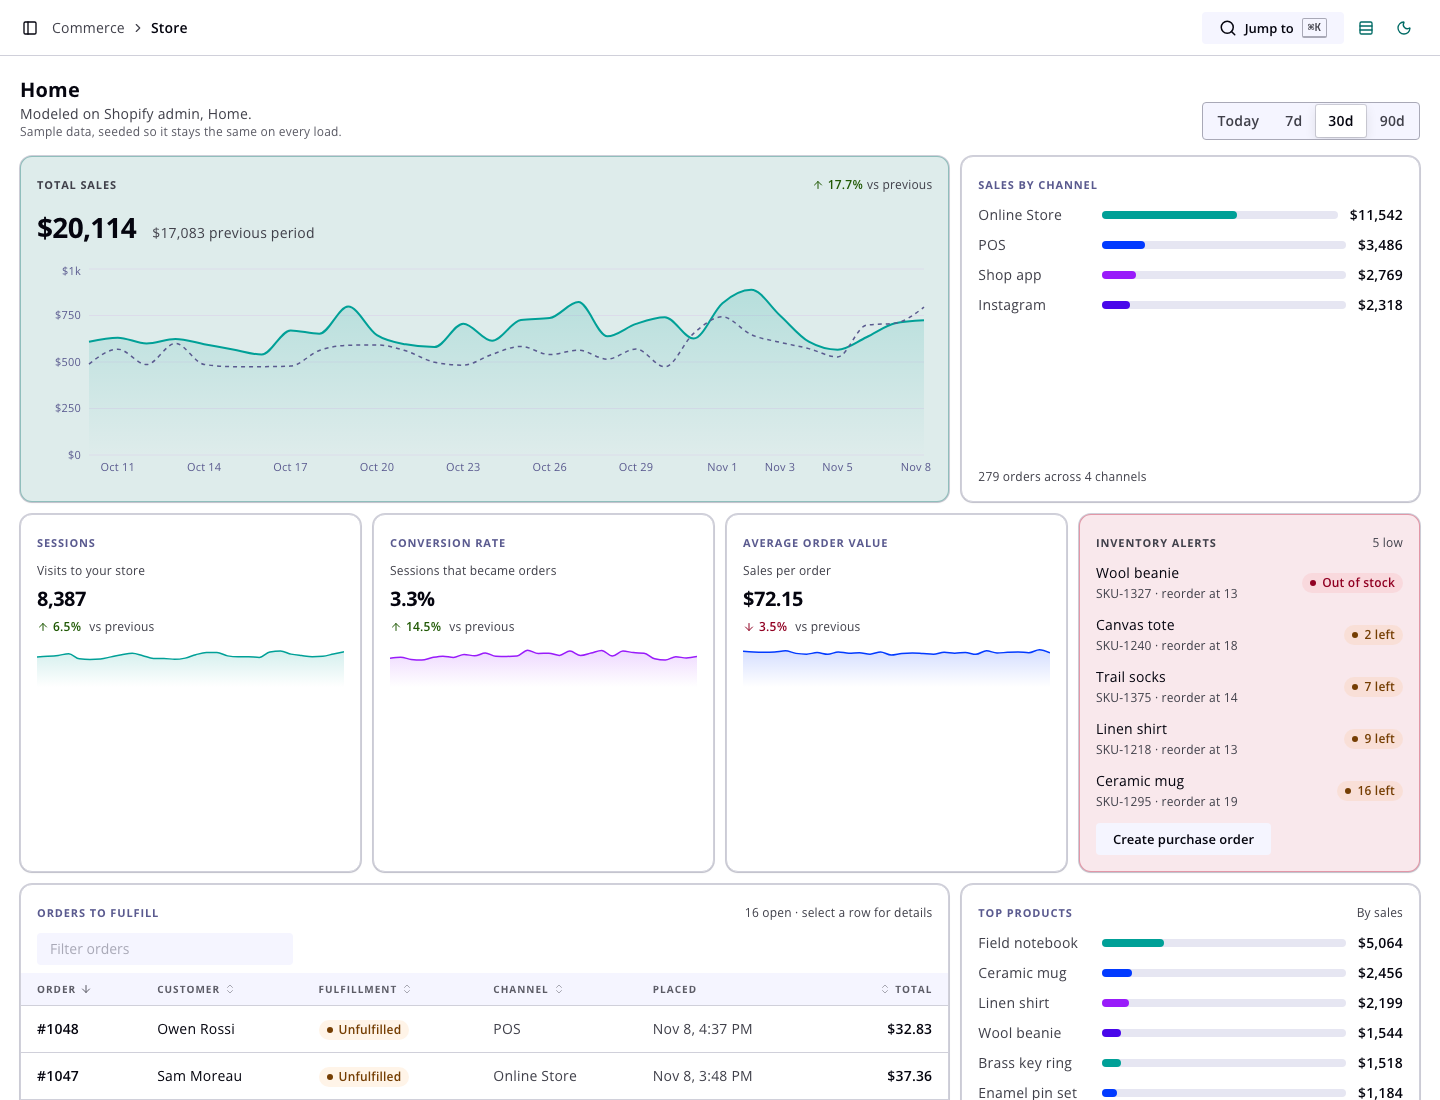 Commerce
Store
Jump to
⌘K
Home
Modeled on Shopify admin, Home.
Sample data, seeded so it stays the same on every load.
Today
7d
30d
90d
TOTAL SALES
↑ 17.7% vs previous
$20,114
$17,083 previous period
$1k
$750
$500
$250
$0
Oct 11
Oct 14
Oct 17
Oct 20
Oct 23
Oct 26
Oct 29
Nov 1
Nov 3
Nov 5
Nov 8
SALES BY CHANNEL
Online Store
$11,542
POS
$3,486
Shop app
$2,769
Instagram
$2,318
279 orders across 4 channels
SESSIONS
Visits to your store
8,387
↑ 6.5% vs previous
CONVERSION RATE
Sessions that became orders
3.3%
↑ 14.5% vs previous
AVERAGE ORDER VALUE
Sales per order
$72.15
↓ 3.5% vs previous
INVENTORY ALERTS
5 low
Wool beanie
SKU-1327 · reorder at 13
Out of stock
Canvas tote
SKU-1240 · reorder at 18
2 left
Trail socks
SKU-1375 · reorder at 14
7 left
Linen shirt
SKU-1218 · reorder at 13
9 left
Ceramic mug
SKU-1295 · reorder at 19
16 left
Create purchase order
ORDERS TO FULFILL
16 open · select a row for details
Filter orders
ORDER
CUSTOMER
FULFILLMENT
CHANNEL
PLACED
TOTAL
#1048
Owen Rossi
Unfulfilled
POS
Nov 8, 4:37 PM
$32.83
#1047
Sam Moreau
Unfulfilled
Online Store
Nov 8, 3:48 PM
$37.36
TOP PRODUCTS
By sales
Field notebook
$5,064
Ceramic mug
$2,456
Linen shirt
$2,199
Wool beanie
$1,544
Brass key ring
$1,518
Enamel pin set
$1,184